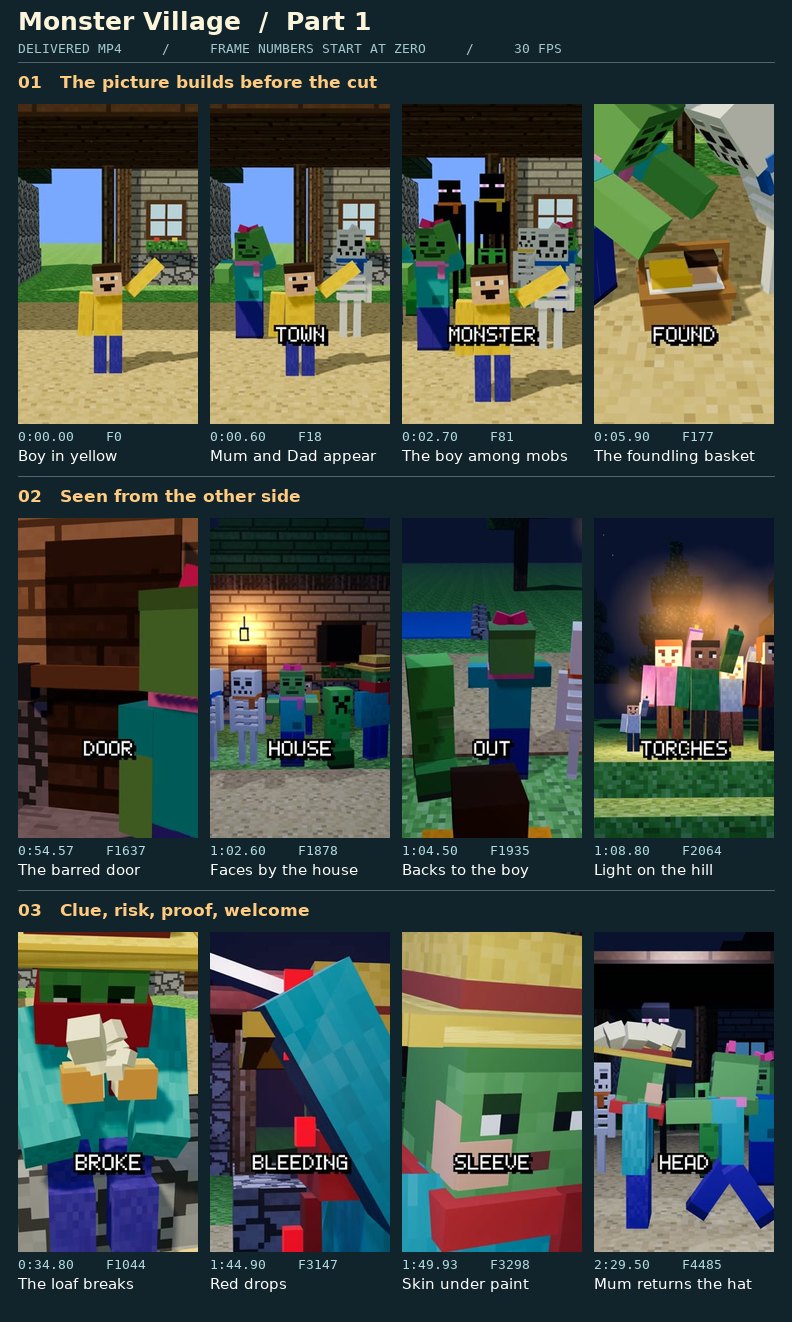 Monster Village / Part 1
DELIVERED MP4 / FRAME NUMBERS START AT ZERO / 30 FPS
01 The picture builds before the cut
TOWN
MONSTER
FOUND
0:00.00 F0
0:00.60 F18
0:02.70 F81
0:05.90 F177
Boy in yellow
Mum and Dad appear
The boy among mobs
The foundling basket
02 Seen from the other side
DOOR
HOUSE
OUT
TORCHES
0:54.57 F1637
1:02.60 F1878
1:04.50 F1935
1:08.80 F2064
The barred door
Faces by the house
Backs to the boy
Light on the hill
03 Clue, risk, proof, welcome
BROKE
BLEEDING
SLEEVE
HEAD
0:34.80 F1044
1:44.90 F3147
1:49.93 F3298
2:29.50 F4485
The loaf breaks
Red drops
Skin under paint
Mum returns the hat